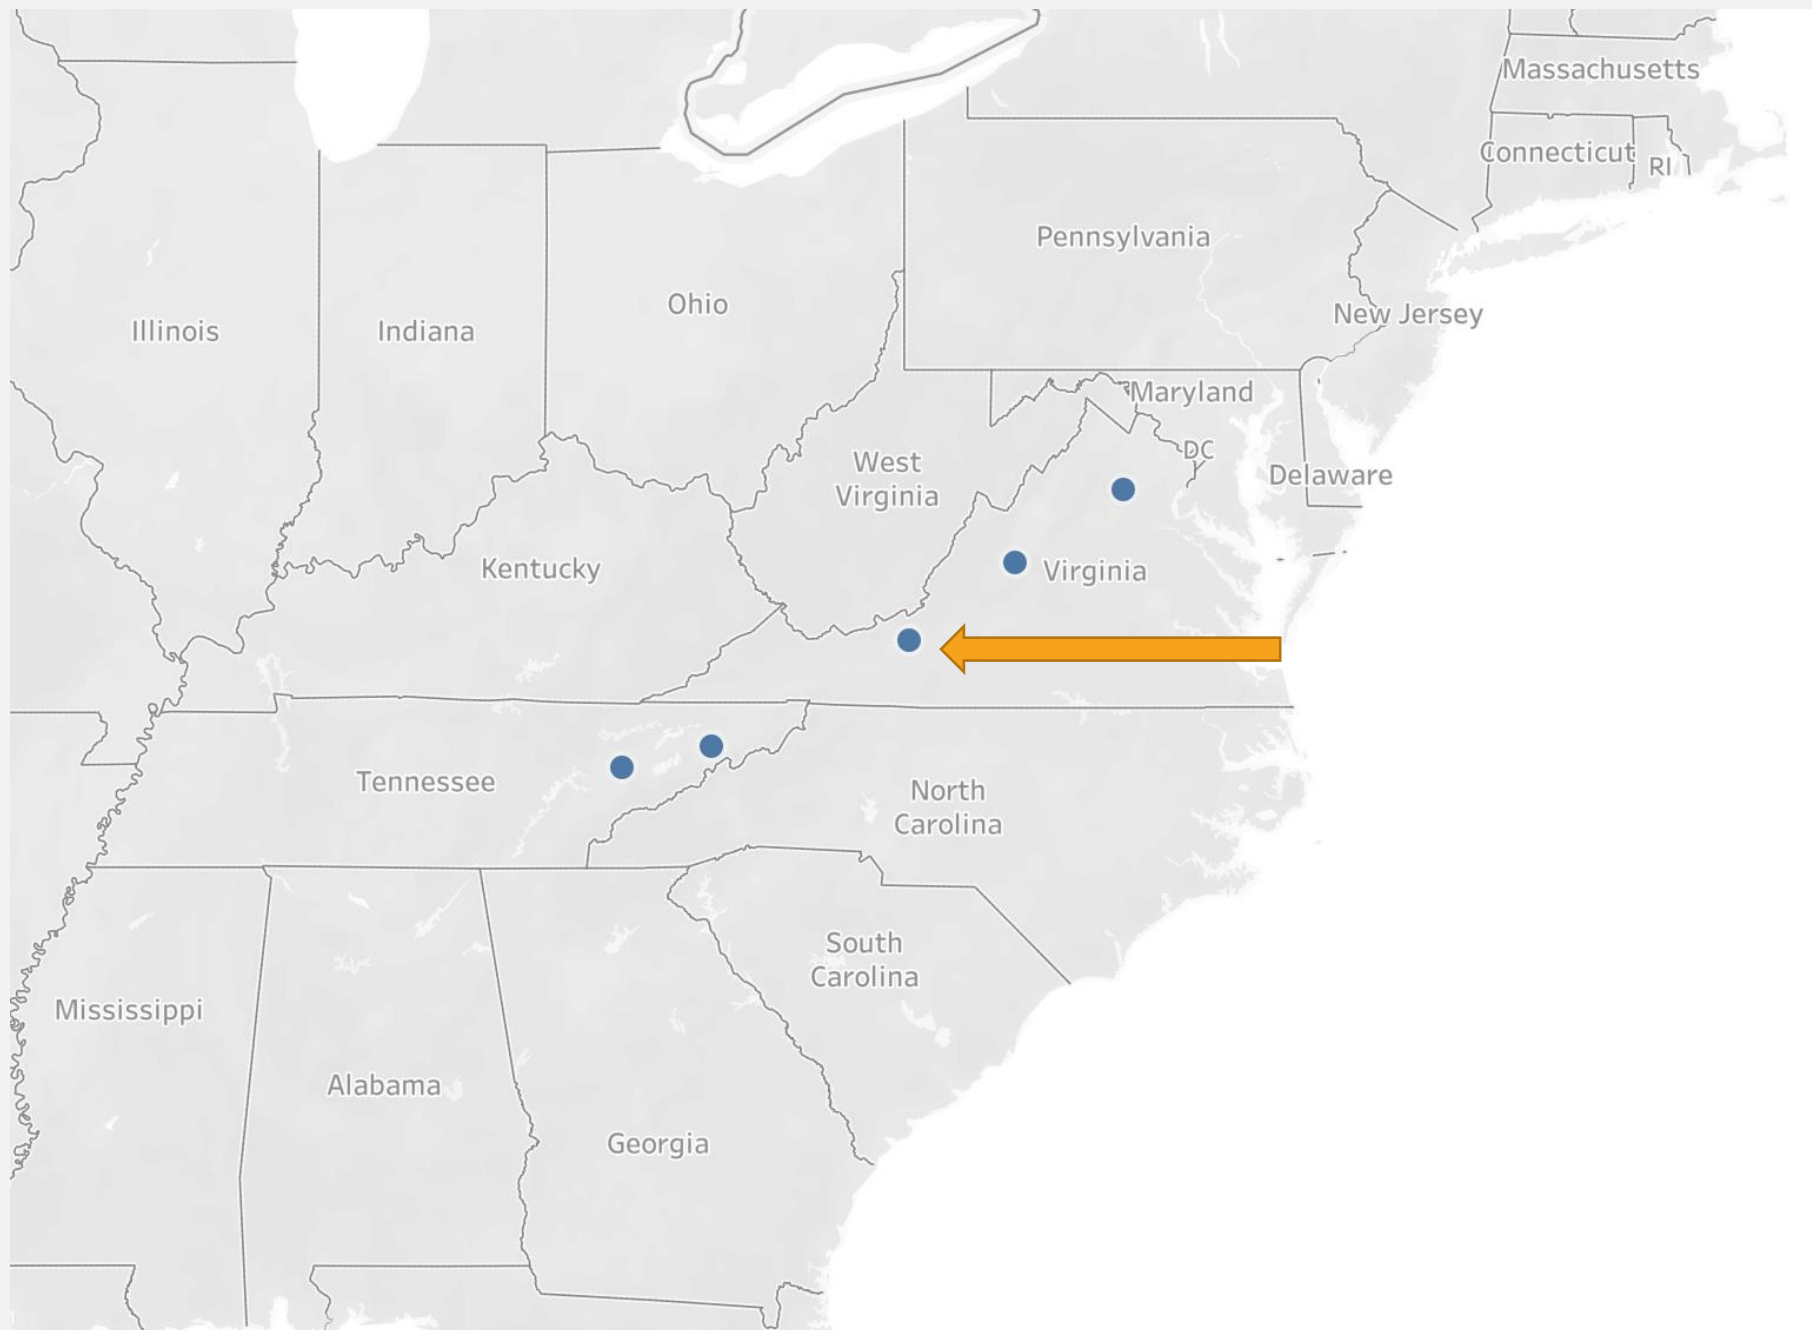 Massachusetts
Connecticut
RI
Pennsylvania
New Jersey
Ohio
Illinois
Indiana
Maryland
DC
West
Virginia
Delaware
Kentucky
Virginia
Tennessee
North
Carolina
South
Carolina
Mississippi
Alabama
Georgia